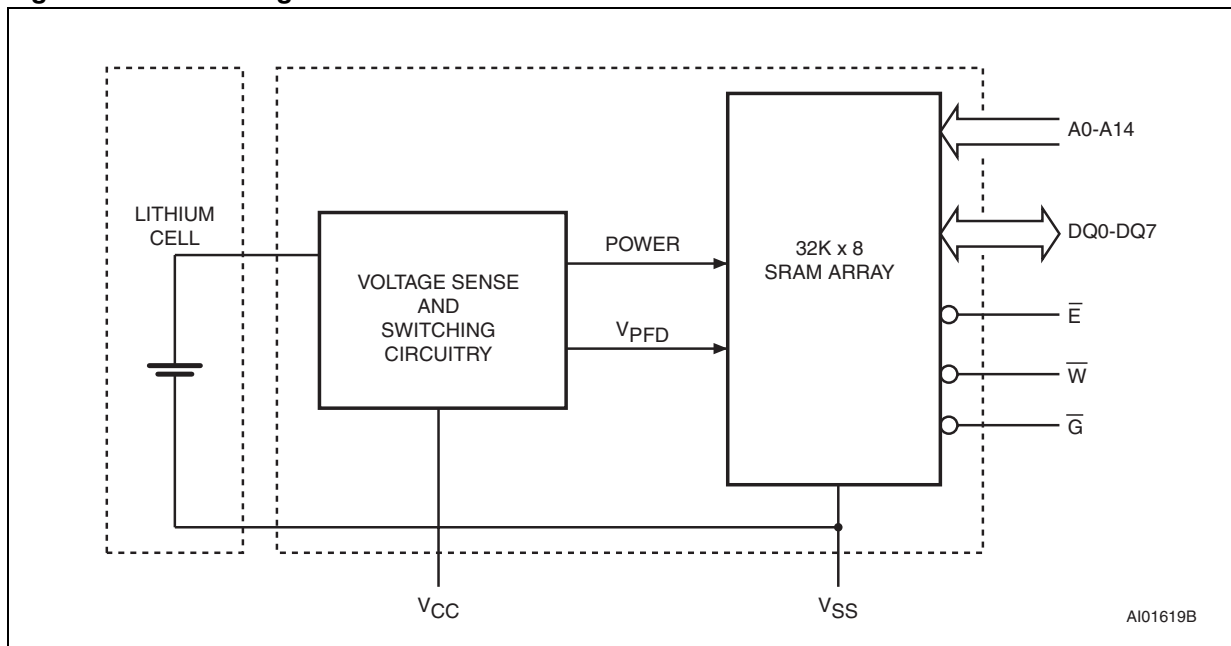 LITHIUM
CELL
VOLTAGE SENSE
AND
SWITCHING
CIRCUITRY
POWER
VPFD
32K x 8
SRAM ARRAY
A0-A14
DQ0-DQ7
E̅
W̅
G̅
VCC
VSS
AI01619B